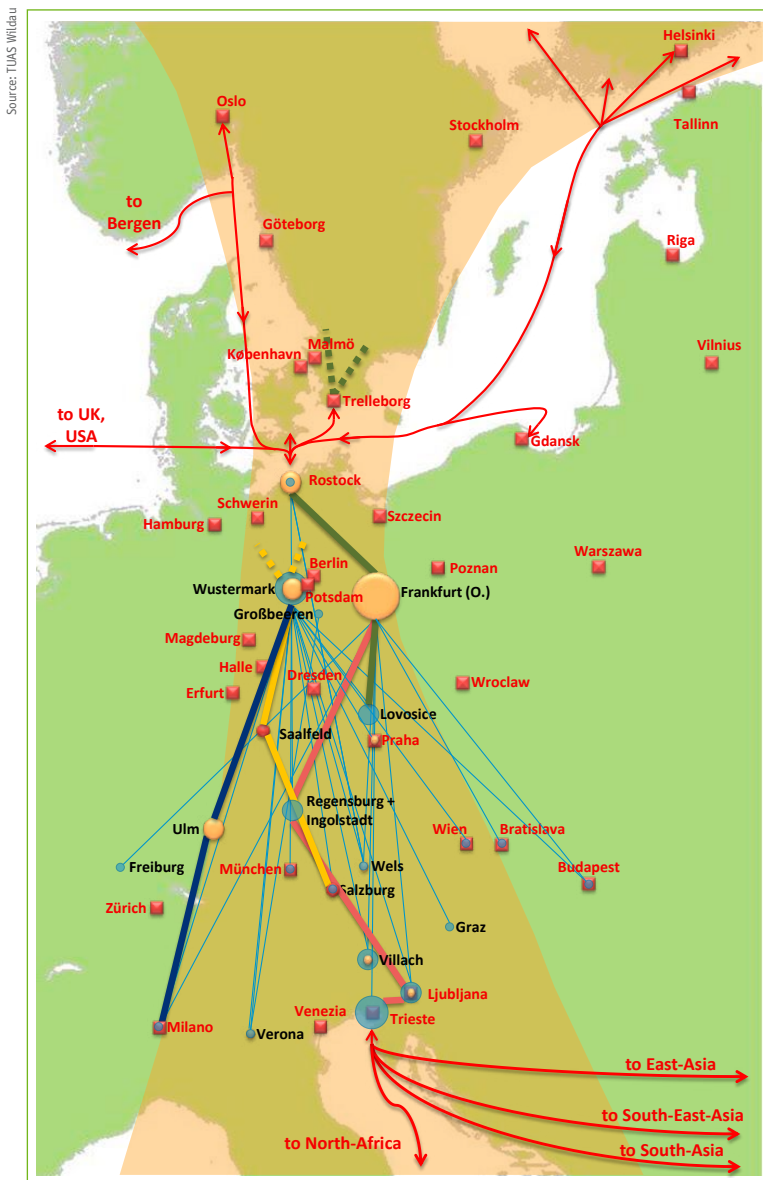 Source: TUAS Wildau
Helsinki
Oslo
Tallinn
Stockholm
to
Bergen
Göteborg
Riga
Malmö
København
Vilnius
Trelleborg
to UK,
USA
Gdansk
Rostock
Schwerin
Szczecin
Hamburg
Warszawa
Berlin
Poznan
Wustermark
Frankfurt (O.)
Potsdam
Großbeeren
Magdeburg
Halle
Dresden
Wroclaw
Erfurt
Lovosice
Saalfeld
Praha
Regensburg +
Ingolstadt
Ulm
Wien
Bratislava
Freiburg
München
Wels
Budapest
Salzburg
Zürich
Graz
Villach
Ljubljana
Venezia
Trieste
Milano
Verona
to East-Asia
to South-East-Asia
to North-Africa
to South-Asia